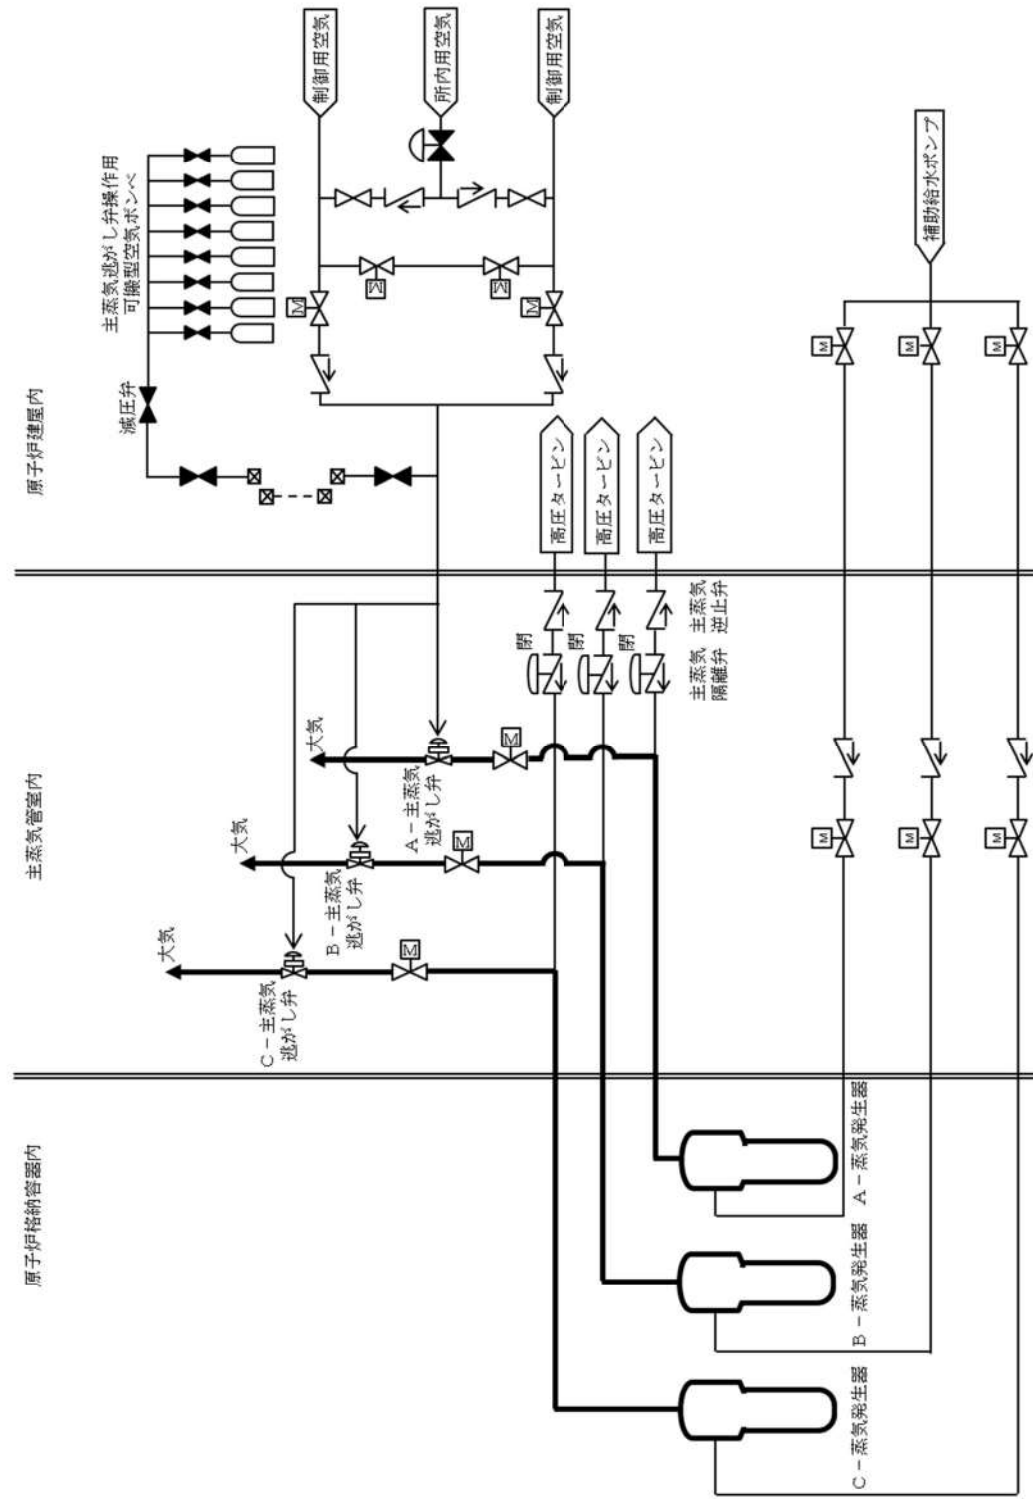 原子炉格納容器内
主蒸気管室内
原子炉建屋内
大気
大気
大気
C－主蒸気
逃がし弁
B－主蒸気
逃がし弁
A－主蒸気
逃がし弁
主蒸気逃がし弁操作用
可搬型空気ボンベ
減圧弁
制御用空気
所内用空気
制御用空気
M
M
M
M
M
M
M
閉
閉
閉
高圧タービン
高圧タービン
高圧タービン
主蒸気
隔離弁
主蒸気
逆止弁
C－蒸気発生器
B－蒸気発生器
A－蒸気発生器
M
M
M
M
M
M
補助給水ポンプ